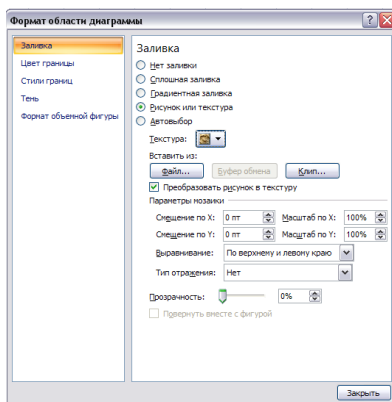 Формат области диаграммы
Заливка
Цвет границы
Стили границ
Тень
Формат объемной фигуры
Заливка
Нет заливки
Сплошная заливка
Градиентная заливка
Рисунок или текстура
Автовыбор
Текстура:
Вставить из:
Файл... Буфер обмена Клип...
Преобразовать рисунок в текстуру
Параметры мозаики
Смещение по X: 0 пт Масштаб по X: 100%
Смещение по Y: 0 пт Масштаб по Y: 100%
Выравнивание: По верхнему и левому краю
Тип отражения: Нет
Прозрачность: 0%
Повернуть вместе с фигурой
Закрыть